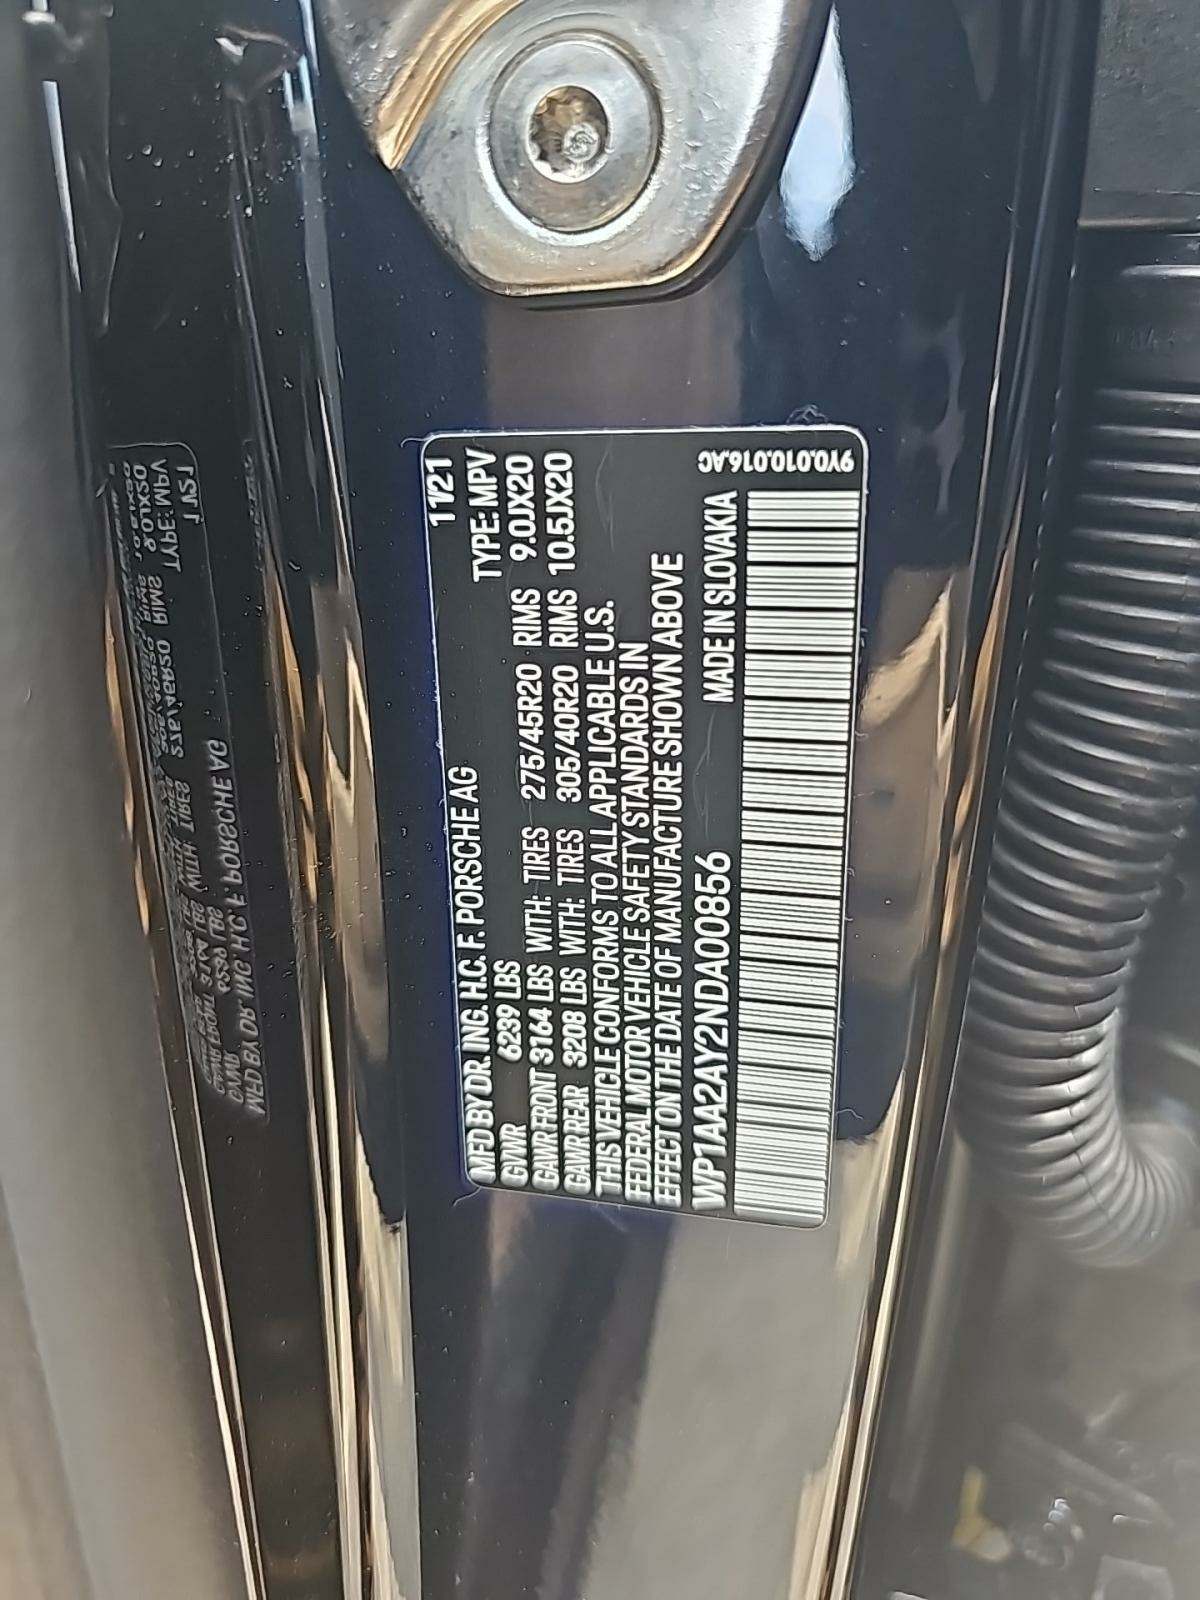 MFD BY DR. ING. H.C. F. PORSCHE AG 11/21
GVWR 6239 LBS TYPE: MPV
GAWR FRONT 3164 LBS WITH: TIRES 275/45R20 RIMS 9.0JX20
GAWR REAR 3208 LBS WITH: TIRES 305/40R20 RIMS 10.5JX20
THIS VEHICLE CONFORMS TO ALL APPLICABLE U.S.
FEDERAL MOTOR VEHICLE SAFETY STANDARDS IN
EFFECT ON THE DATE OF MANUFACTURE SHOWN ABOVE
WP1AA2AY2NDA00856 MADE IN SLOVAKIA
9Y0.010.016.AC